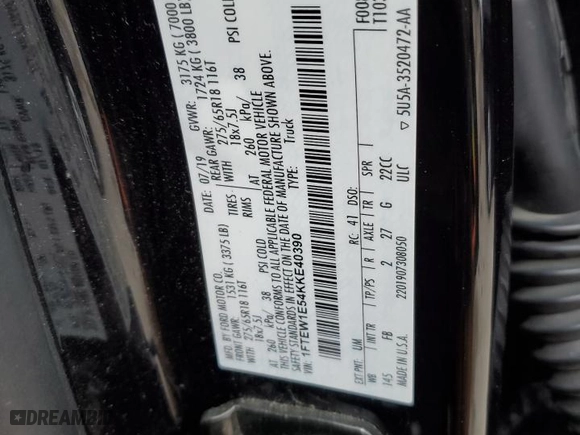 MFD. BY FORD MOTOR CO.
DATE: 07/19 GVWR: 3175 KG ( 7000
FRONT GAWR: 1531 KG ( 3375 LB) REAR GAWR: 1724 KG ( 3800 LB)
275/65R18 116T TIRES WITH 275/65R18 116T
18x7.5J RIMS 18x7.5J
AT 260 kPa/ 38 PSI COLD AT 260 kPa/ 38 PSI COLD
THIS VEHICLE CONFORMS TO ALL APPLICABLE FEDERAL MOTOR VEHICLE
SAFETY STANDARDS IN EFFECT ON THE DATE OF MANUFACTURE
VIN: 1FTEW1E54KKE40390 TYPE: Truck
F008
T103
EXT PNT: UM RC: 41 DSO:
WB INT TR TP/PS R AXLE TR SPR
145 FB 2 27 G 22CC
ULC
2201907308050
MADE IN U.S.A. ▽ 5U5A-3520472-AA
DREAMBID